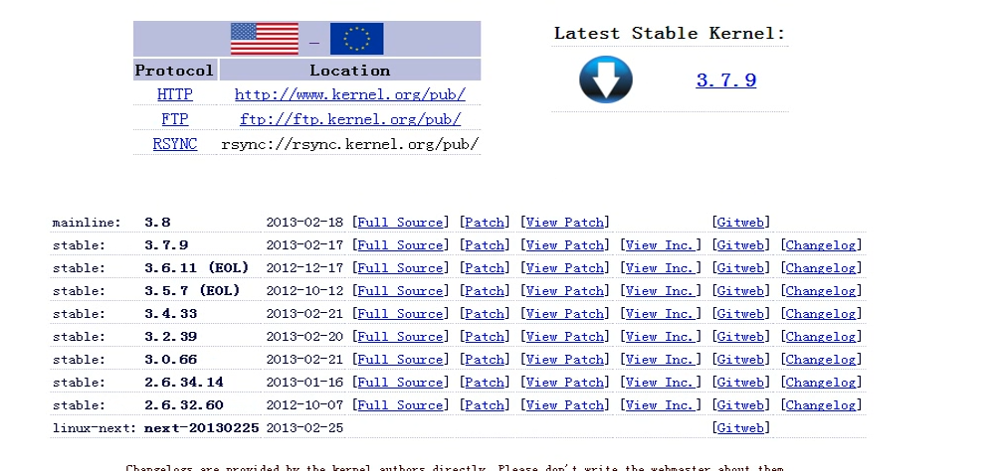 Latest Stable Kernel:
3.7.9
Protocol Location
HTTP http://www.kernel.org/pub/
FTP ftp://ftp.kernel.org/pub/
RSYNC rsync://rsync.kernel.org/pub/
mainline: 3.8 2013-02-18 [Full Source] [Patch] [View Patch] [Gitweb]
stable: 3.7.9 2013-02-17 [Full Source] [Patch] [View Patch] [View Inc.] [Gitweb] [Changelog]
stable: 3.6.11 (EOL) 2012-12-17 [Full Source] [Patch] [View Patch] [View Inc.] [Gitweb] [Changelog]
stable: 3.5.7 (EOL) 2012-10-12 [Full Source] [Patch] [View Patch] [View Inc.] [Gitweb] [Changelog]
stable: 3.4.33 2013-02-21 [Full Source] [Patch] [View Patch] [View Inc.] [Gitweb] [Changelog]
stable: 3.2.39 2013-02-20 [Full Source] [Patch] [View Patch] [View Inc.] [Gitweb] [Changelog]
stable: 3.0.66 2013-02-21 [Full Source] [Patch] [View Patch] [View Inc.] [Gitweb] [Changelog]
stable: 2.6.34.14 2013-01-16 [Full Source] [Patch] [View Patch] [View Inc.] [Gitweb] [Changelog]
stable: 2.6.32.60 2012-10-07 [Full Source] [Patch] [View Patch] [View Inc.] [Gitweb] [Changelog]
linux-next: next-20130225 2013-02-25 [Gitweb]
Changelogs are provided by the kernel authors directly. Please don't write the webmaster about them.